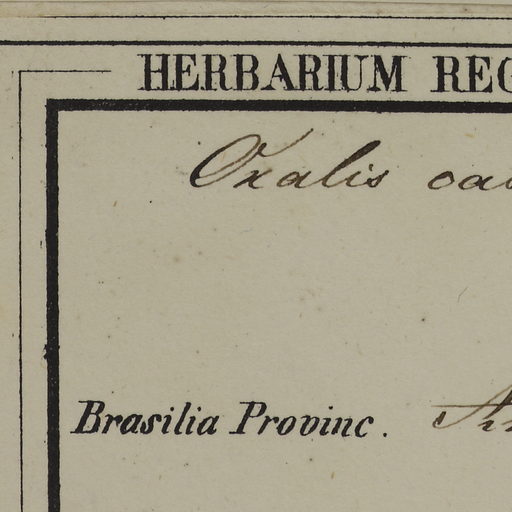 HERBARIUM REG
Oxalis
Brasilia Provinc.